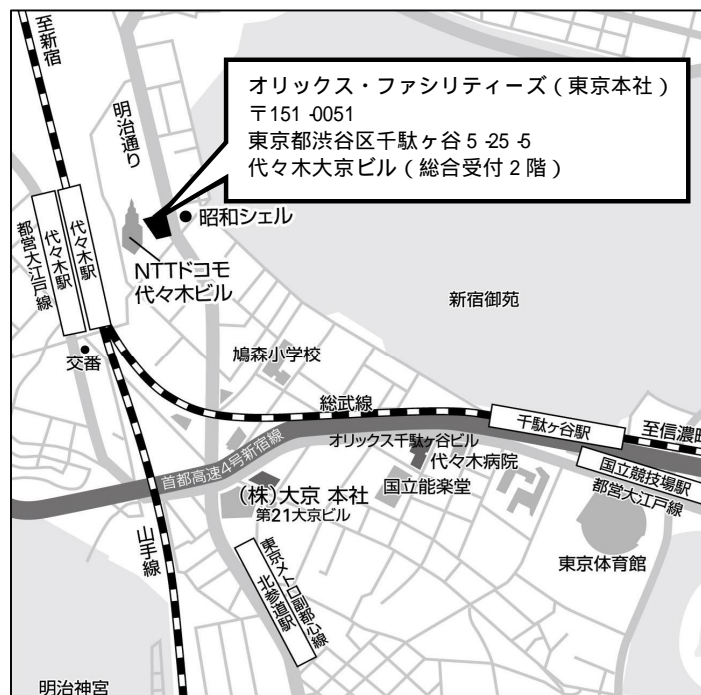 至新宿
明治通り
オリックス・ファシリティーズ(東京本社)
〒151-0051
東京都渋谷区千駄ヶ谷5-25-5
代々木大京ビル(総合受付2階)
昭和シェル
都営大江戸線
代々木駅
代々木駅
NTTドコモ
代々木ビル
新宿御苑
交番
鳩森小学校
総武線
千駄ヶ谷駅
至信濃町
首都高速4号新宿線
オリックス千駄ヶ谷ビル
代々木病院
国立能楽堂
国立競技場駅
都営大江戸線
(株)大京 本社
第21大京ビル
山手線
東京メトロ副都心線
北参道駅
東京体育館
明治神宮